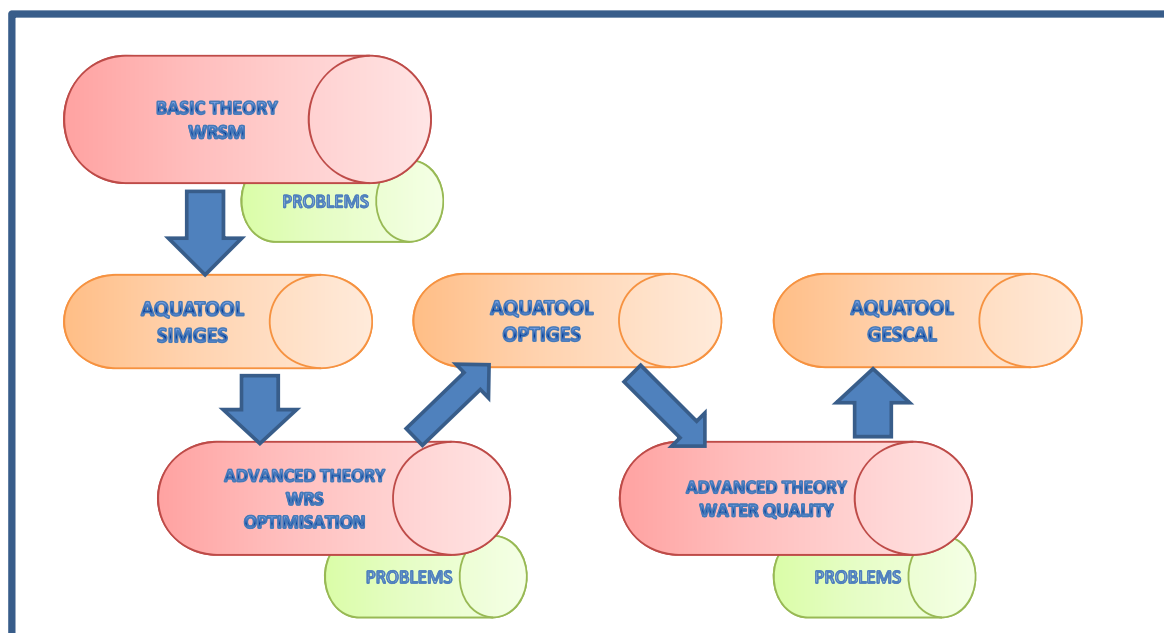 BASIC THEORY
WRSM
PROBLEMS
AQUATOOL
SIMGES
AQUATOOL
OPTIGES
AQUATOOL
GESCAL
ADVANCED THEORY
WRS
OPTIMISATION
PROBLEMS
ADVANCED THEORY
WATER QUALITY
PROBLEMS